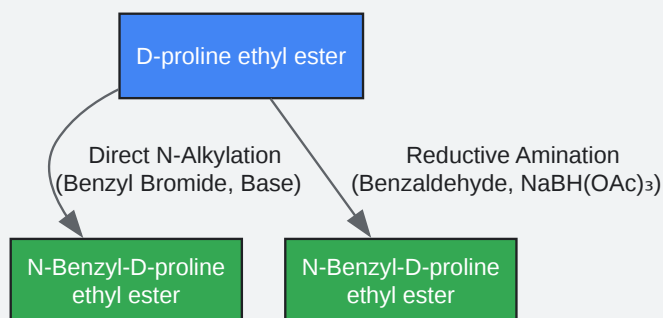 D-proline ethyl ester
Direct N-Alkylation
(Benzyl Bromide, Base)
Reductive Amination
(Benzaldehyde, NaBH(OAc)₃)
N-Benzyl-D-proline
ethyl ester
N-Benzyl-D-proline
ethyl ester